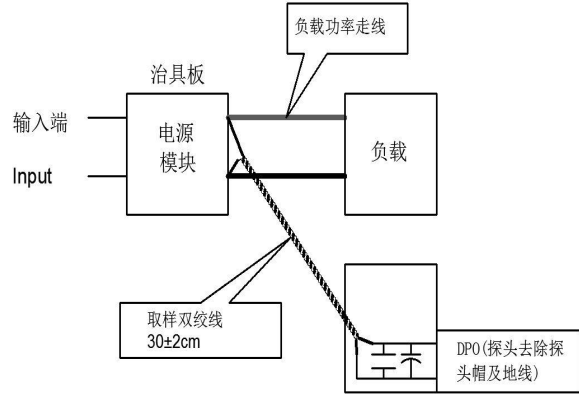 负载功率走线
治具板
输入端
Input
电源
模块
负载
取样双绞线
30±2cm
DPO(探头去除探
头帽及地线)